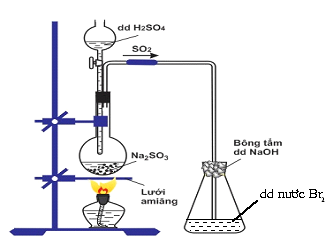 dd H2SO4
SO2
Bông tẩm
dd NaOH
Na2SO3
Lưới
amiăng
dd nước Br2